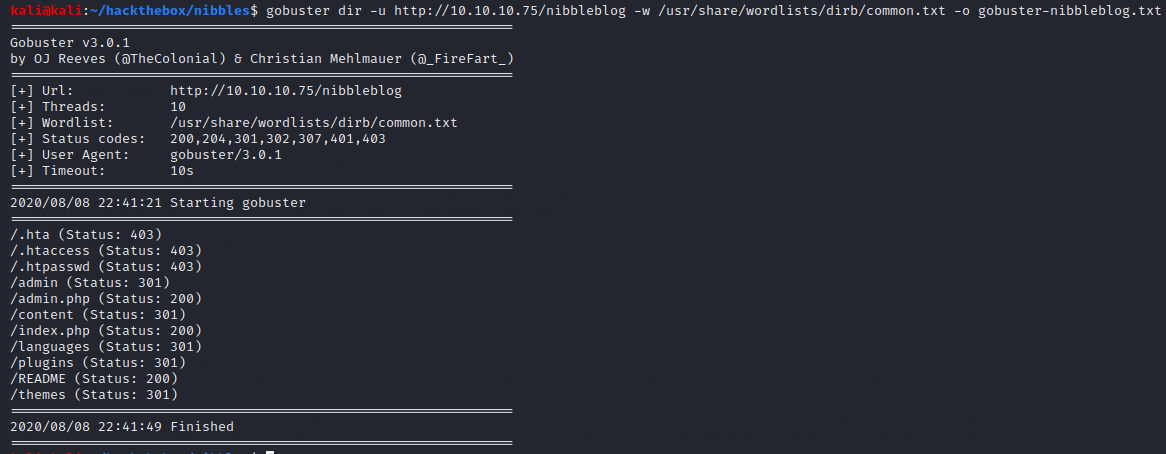 kali@kali:~/hackthebox/nibbles$ gobuster dir -u http://10.10.10.75/nibbleblog -w /usr/share/wordlists/dirb/common.txt -o gobuster-nibbleblog.txt
===============================================================
Gobuster v3.0.1
by OJ Reeves (@TheColonial) & Christian Mehlmauer (@_FireFart_)
===============================================================
[+] Url:            http://10.10.10.75/nibbleblog
[+] Threads:        10
[+] Wordlist:       /usr/share/wordlists/dirb/common.txt
[+] Status codes:   200,204,301,302,307,401,403
[+] User Agent:     gobuster/3.0.1
[+] Timeout:        10s
===============================================================
2020/08/08 22:41:21 Starting gobuster
===============================================================
/.hta (Status: 403)
/.htaccess (Status: 403)
/.htpasswd (Status: 403)
/admin (Status: 301)
/admin.php (Status: 200)
/content (Status: 301)
/index.php (Status: 200)
/languages (Status: 301)
/plugins (Status: 301)
/README (Status: 200)
/themes (Status: 301)
===============================================================
2020/08/08 22:41:49 Finished
===============================================================